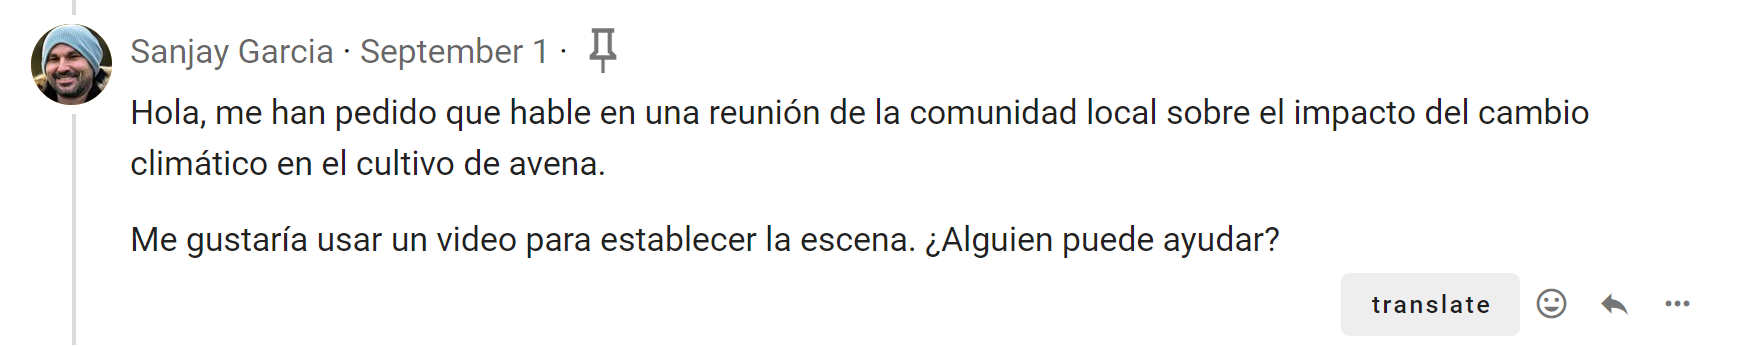 Sanjay Garcia · September 1 ·
Hola, me han pedido que hable en una reunión de la comunidad local sobre el impacto del cambio
climático en el cultivo de avena.
Me gustaría usar un video para establecer la escena. ¿Alguien puede ayudar?
translate